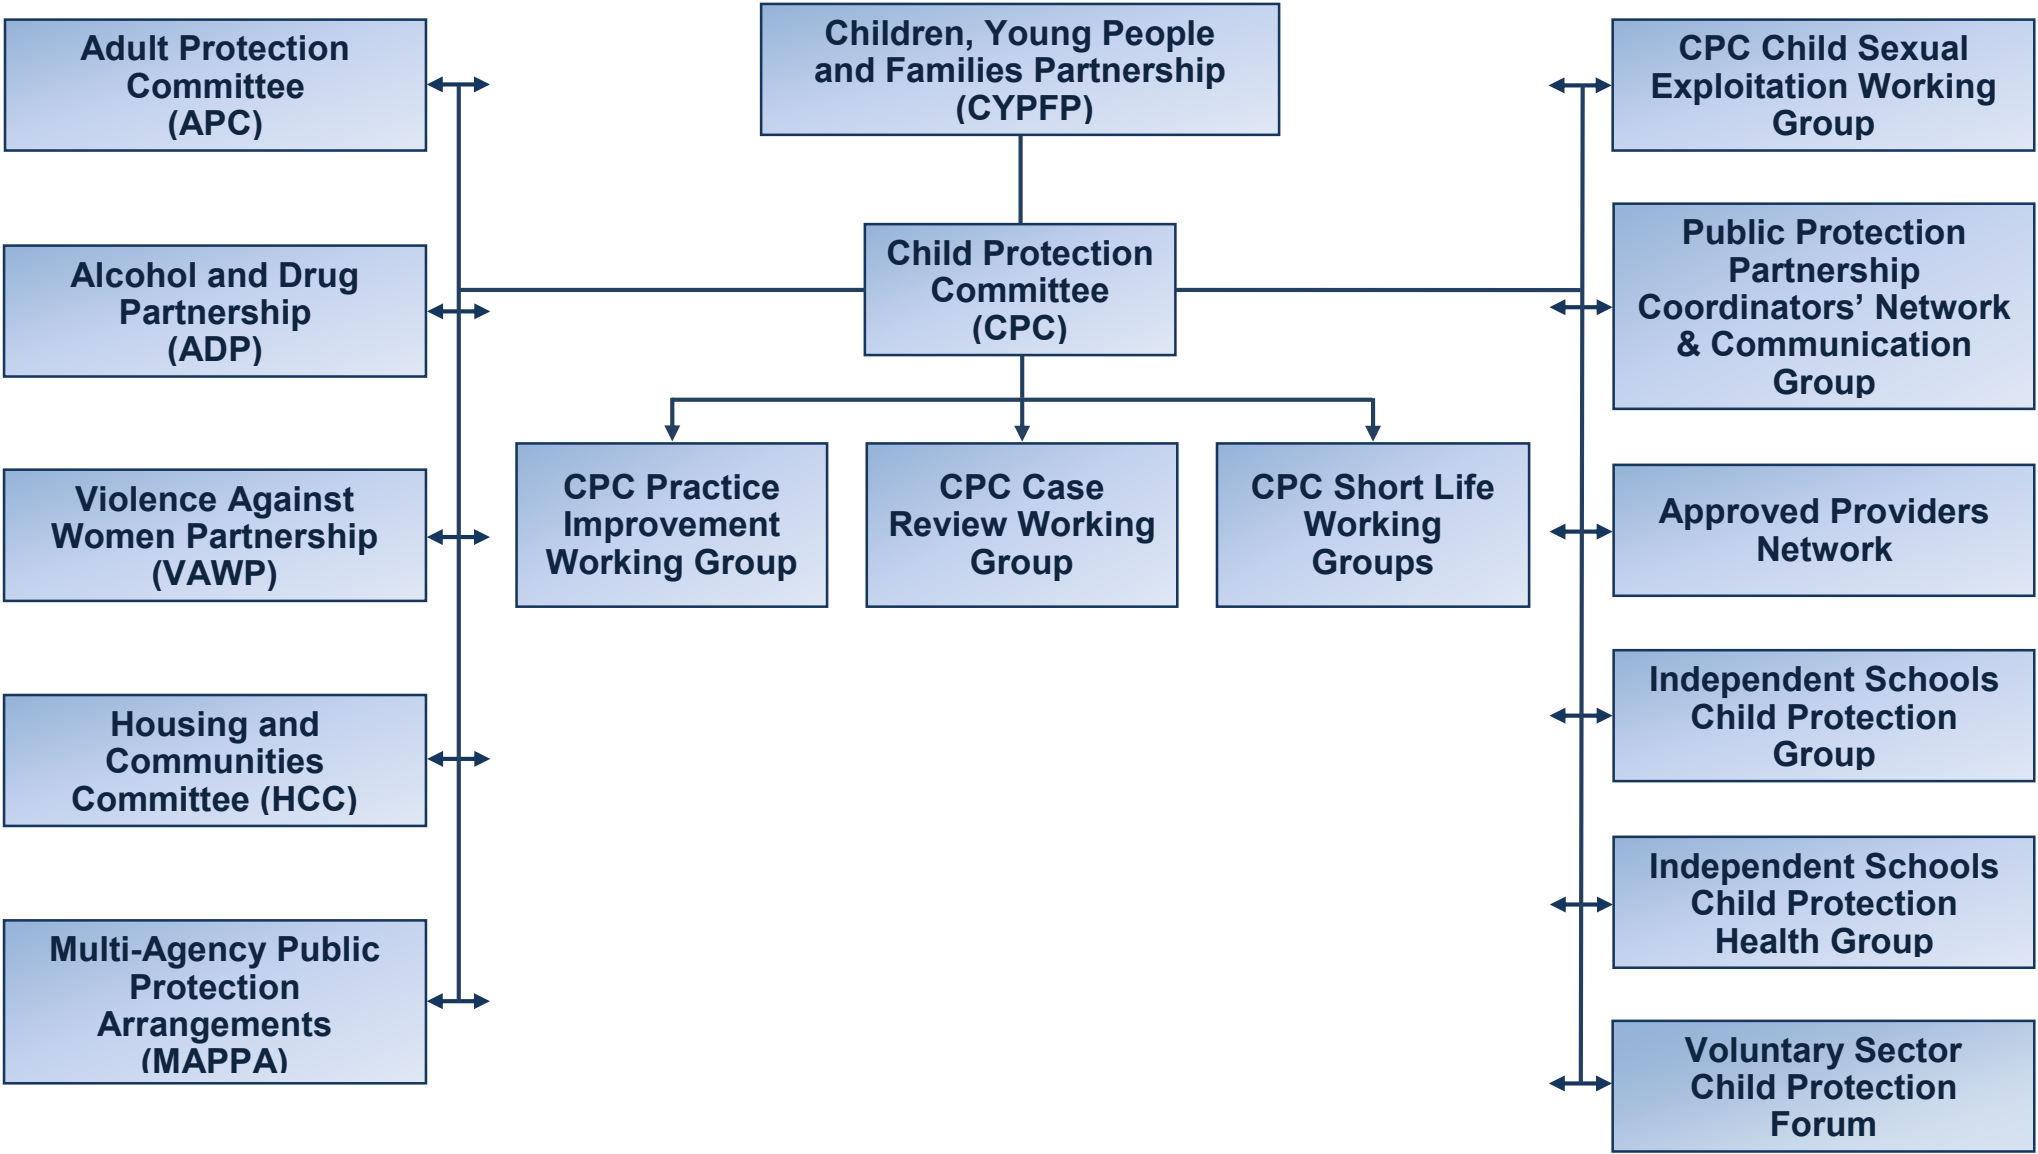 Adult Protection
Committee
(APC)
Alcohol and Drug
Partnership
(ADP)
Violence Against
Women Partnership
(VAWP)
Housing and
Communities
Committee (HCC)
Multi-Agency Public
Protection
Arrangements
(MAPPA)
Children, Young People
and Families Partnership
(CYPFP)
Child Protection
Committee
(CPC)
CPC Practice
Improvement
Working Group
CPC Case
Review Working
Group
CPC Short Life
Working
Groups
CPC Child Sexual
Exploitation Working
Group
Public Protection
Partnership
Coordinators’ Network
& Communication
Group
Approved Providers
Network
Independent Schools
Child Protection
Group
Independent Schools
Child Protection
Health Group
Voluntary Sector
Child Protection
Forum